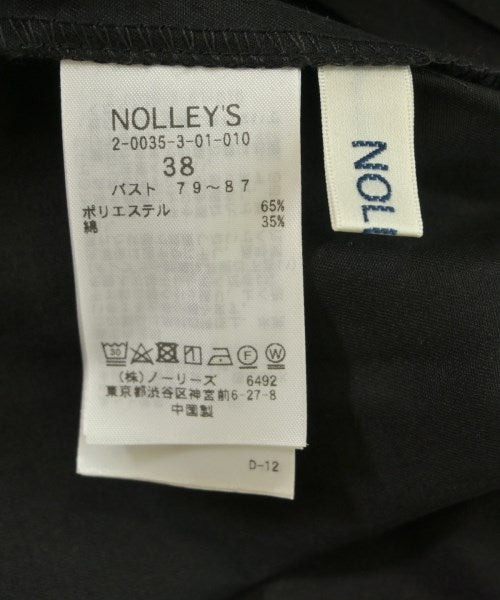 NOLLEY'S
2-0035-3-01-010
38
バスト 79～87
ポリエステル 65%
綿 35%
30
F W
(株)ノーリーズ 6492
東京都渋谷区神宮前6-27-8
中国製
D-12
NOL